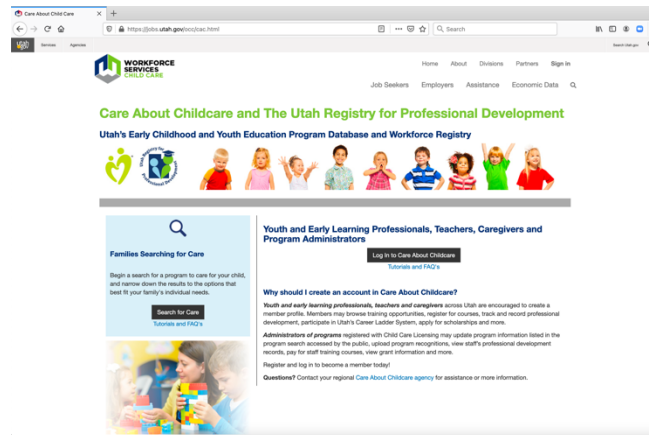 Care About Child Care
https://jobs.utah.gov/occ/cac.html
Search
Services
Agencies
Search Utah.gov
WORKFORCE
SERVICES
CHILD CARE
Home About Divisions Partners Sign in
Job Seekers Employers Assistance Economic Data
Care About Childcare and The Utah Registry for Professional Development
Utah's Early Childhood and Youth Education Program Database and Workforce Registry
Utah Registry for
Professional Development
Families Searching for Care
Begin a search for a program to care for your child,
and narrow down the results to the options that
best fit your family's individual needs.
Search for Care
Tutorials and FAQ's
Youth and Early Learning Professionals, Teachers, Caregivers and
Program Administrators
Log In to Care About Childcare
Tutorials and FAQ's
Why should I create an account in Care About Childcare?
Youth and early learning professionals, teachers and caregivers across Utah are encouraged to create a
member profile. Members may browse training opportunities, register for courses, track and record professional
development, participate in Utah's Career Ladder System, apply for scholarships and more.
Administrators of programs registered with Child Care Licensing may update program information listed in the
program search accessed by the public, upload program recognitions, view staff's professional development
records, pay for staff training courses, view grant information and more.
Register and log in to become a member today!
Questions? Contact your regional Care About Childcare agency for assistance or more information.